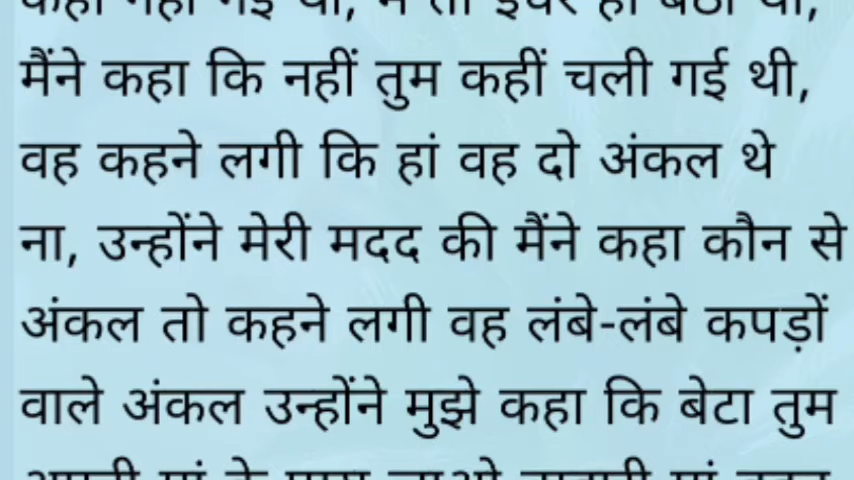 मैंने कहा कि नहीं तुम कहीं चली गई थी,
वह कहने लगी कि हां वह दो अंकल थे
ना, उन्होंने मेरी मदद की मैंने कहा कौन से
अंकल तो कहने लगी वह लंबे-लंबे कपड़ों
वाले अंकल उन्होंने मुझे कहा कि बेटा तुम